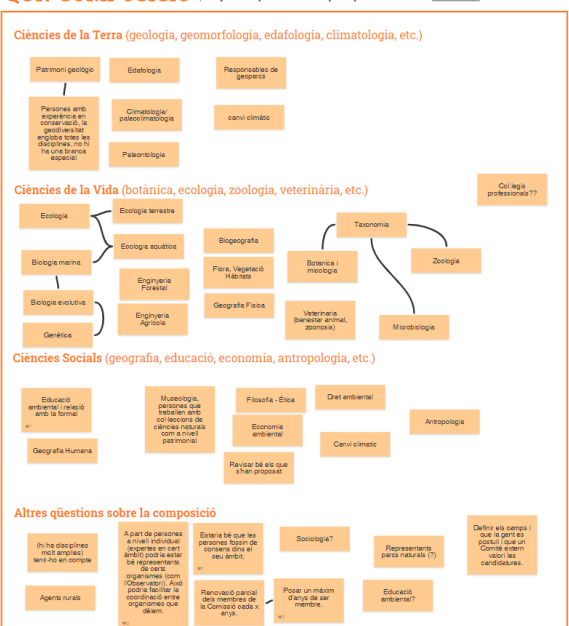 Ciències de la Terra (geologia, geomorfologia, edafologia, climatologia, etc.)
Patrimoni geològic
Edafologia
Responsables de
geoparcs
Persones amb
experència en
conservació, la
geodiversitat
engloba totes les
disciplines, no hi
ha una branca
especial
Climatologia/
paleoclimatologia
canvi climàtic
Paleontologia
Ciències de la Vida (botànica, ecologia, zoologia, veterinària, etc.)
Col.legis
professionals??
Ecologia
Ecologia terrestre
Taxonomia
Ecologia aquàtica
Biogeografia
Biologia marina
Botanica i
micologia
Zoologia
Flora, Vegetació
Hàbitats
Enginyeria
Forestal
Biologia evolutiva
Geografia Física
Enginyeria
Agrícola
Veterinaria
(benestar animal,
zoonosis)
Microbiologia
Genètica
Ciències Socials (geografia, educació, economia, antropologia, etc.)
Educació
ambiental i relació
amb la formal
Museologia,
persones que
treballen amb
col·leccions de
ciències naturals
com a nivell
patrimonial
Filosofia - Ètica
Dret ambiental
Economia
ambiental
Antropologia
Geografia Humana
Canvi climatic
Revisar bé els que
s'han proposat
Altres qüestions sobre la composició
(hi ha disciplines
molt amplies)
tenir-ho en compte
A part de persones
a nivell individual
(expertes en cert
àmbit) podria estar
bé representants
de certs
organismes (com
l'Observatori). Així
podria facilitar la
coordinació entre
organismes que
dèiem.
Estaria bé que les
persones fossin de
consens dins el
seu àmbit.
Sociologia?
Representants
parcs naturals (?)
Definir els camps i
que la gent es
postuli i que un
Comité extern
valori les
candidatures.
Agents rurals
Renovació parcial
dels membres de
la Comissió cada x
anys.
Posar un màxim
d'anys de ser
membre.
Educació
ambiental?